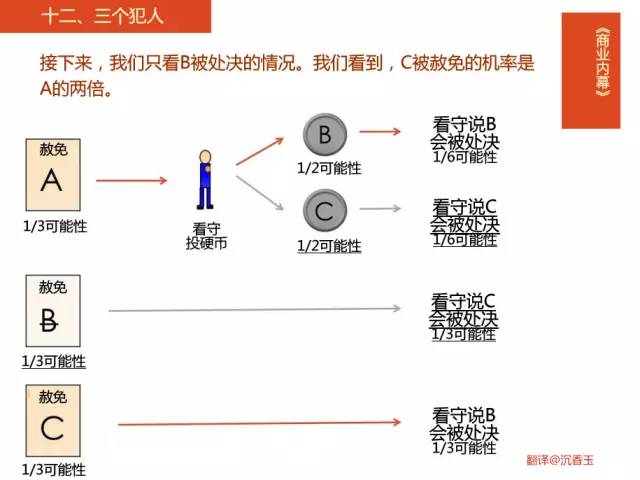 十二、三个犯人
《商业内幕》
接下来，我们只看B被处决的情况。我们看到，C被赦免的机率是
A的两倍。
赦免
A
1/3可能性
看守
投硬币
B
1/2可能性
C
1/2可能性
看守说B
会被处决
1/6可能性
看守说C
会被处决
1/6可能性
赦免
B
1/3可能性
看守说C
会被处决
1/3可能性
赦免
C
1/3可能性
看守说B
会被处决
1/3可能性
翻译@沉香玉